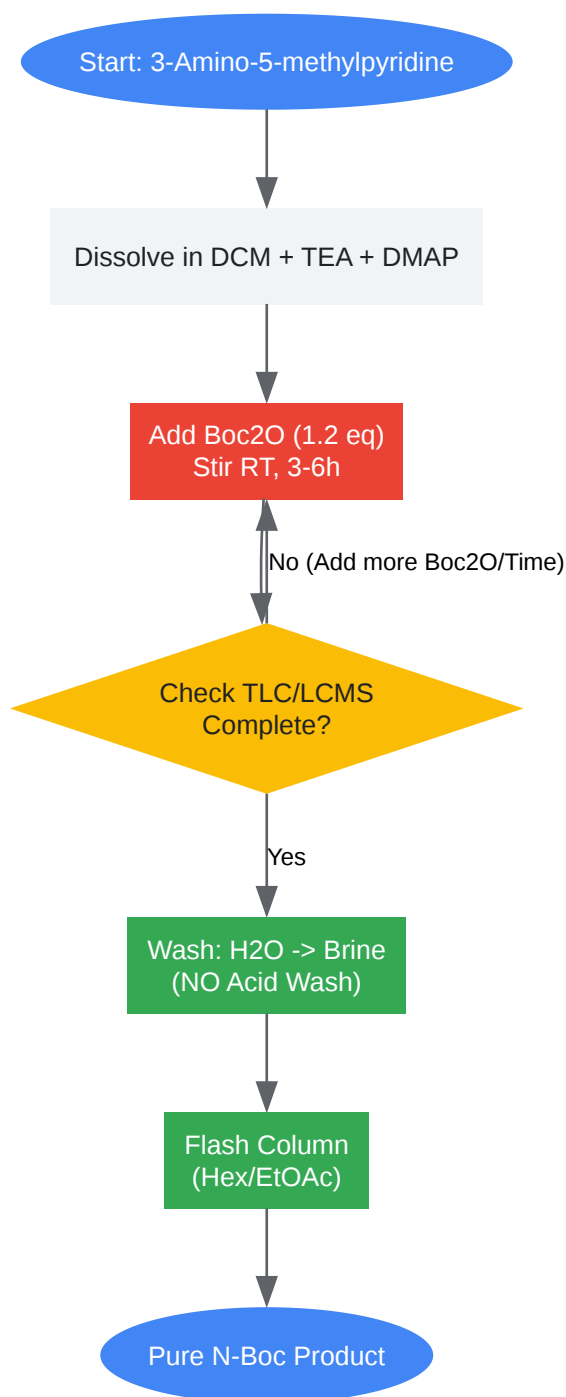 Start: 3-Amino-5-methylpyridine
Dissolve in DCM + TEA + DMAP
Add Boc2O (1.2 eq)
Stir RT, 3-6h
No (Add more Boc2O/Time)
Check TLC/LCMS
Complete?
Yes
Wash: H2O -> Brine
(NO Acid Wash)
Flash Column
(Hex/EtOAc)
Pure N-Boc Product